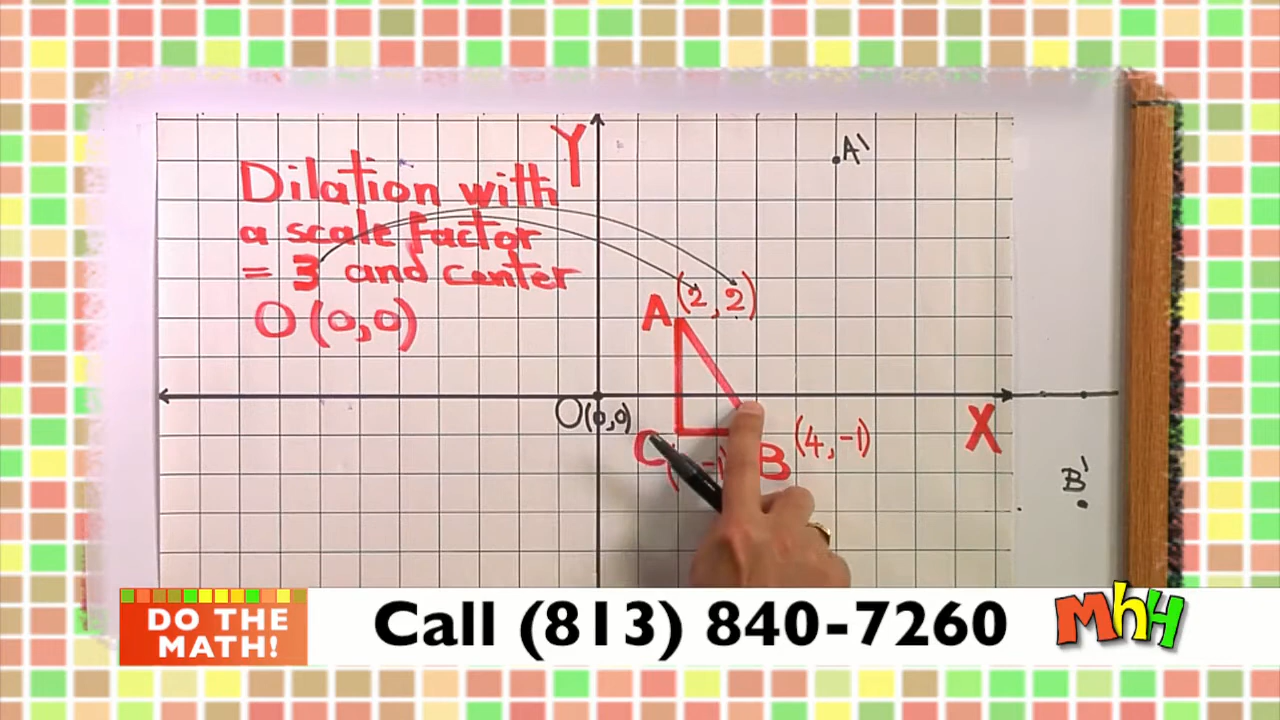 Y
A'
Dilation with
a scale factor
= 3 and center
O(0,0)
A (2, 2)
O(0,0)
X
C
B (4,-1)
B'
DO THE
MATH!
Call (813) 840-7260
MhH